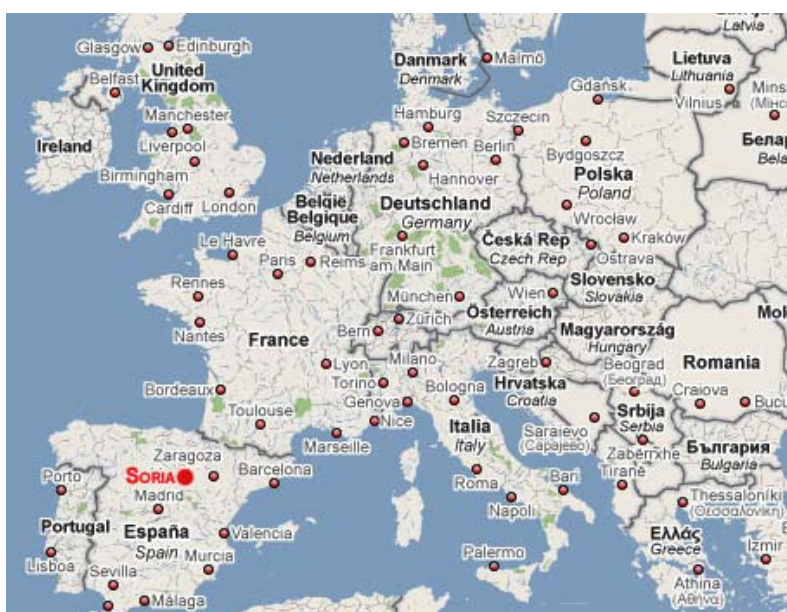 Latvia
Glasgow
Edinburgh
Danmark
Denmark
Malmö
Lietuva
Lithuania
United
Kingdom
Belfast
Gdańsk
Vilnius
Minsk
Manchester
Hamburg
Szczecin
Ireland
Liverpool
Bremen
Berlin
Bydgoszcz
Nederland
Netherlands
Hannover
Polska
Poland
Birmingham
België
Belgique
Belgium
Deutschland
Germany
Cardiff
London
Wrocław
Le Havre
Frankfurt
am Main
Česká Rep
Czech Rep
Kraków
Ostrava
Paris
Reims
Rennes
Slovensko
Slovakia
München
Wien
Österreich
Austria
Nantes
Bern
Zürich
France
Magyarország
Hungary
Lyon
Milano
Zagreb
Beograd
(Београд)
Romania
Torino
Hrvatska
Croatia
Bordeaux
Bologna
Craiova
Genova
Toulouse
Nice
Italia
Italy
Sarajevo
(Сарајево)
Srbija
Serbia
Marseille
Zaragoza
България
Bulgaria
Porto
SORIA
Barcelona
Roma
Bari
Tiranë
Madrid
Thessaloníki
(Θεσσαλονίκη)
Napoli
Portugal
España
Spain
Valencia
Ελλάς
Greece
Lisboa
Murcia
Palermo
Izmir
Sevilla
Málaga
Athina
(Αθήνα)